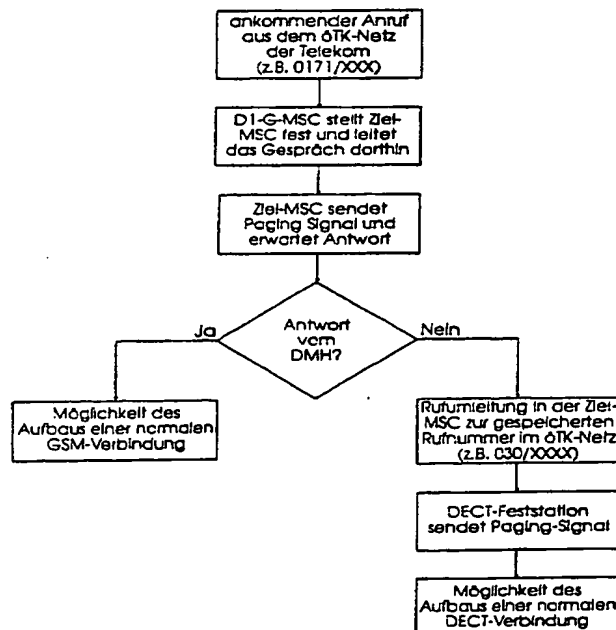 ankommender Anruf
aus dem öTK-Netz
der Telekom
(z.B. 0171/XXX)
D1-G-MSC stellt Ziel-
MSC fest und leitet
das Gespräch dorthin
Ziel-MSC sendet
Paging Signal und
erwartet Antwort
Antwort
vom
DMH?
Ja
Nein
Möglichkeit des
Aufbaus einer normalen
GSM-Verbindung
Rufumleitung in der Ziel-
MSC zur gespeicherten
Rufnummer im öTK-Netz
(z.B. 030/XXXX)
DECT-Feststation
sendet Paging-Signal
Möglichkeit des
Aufbaus einer normalen
DECT-Verbindung